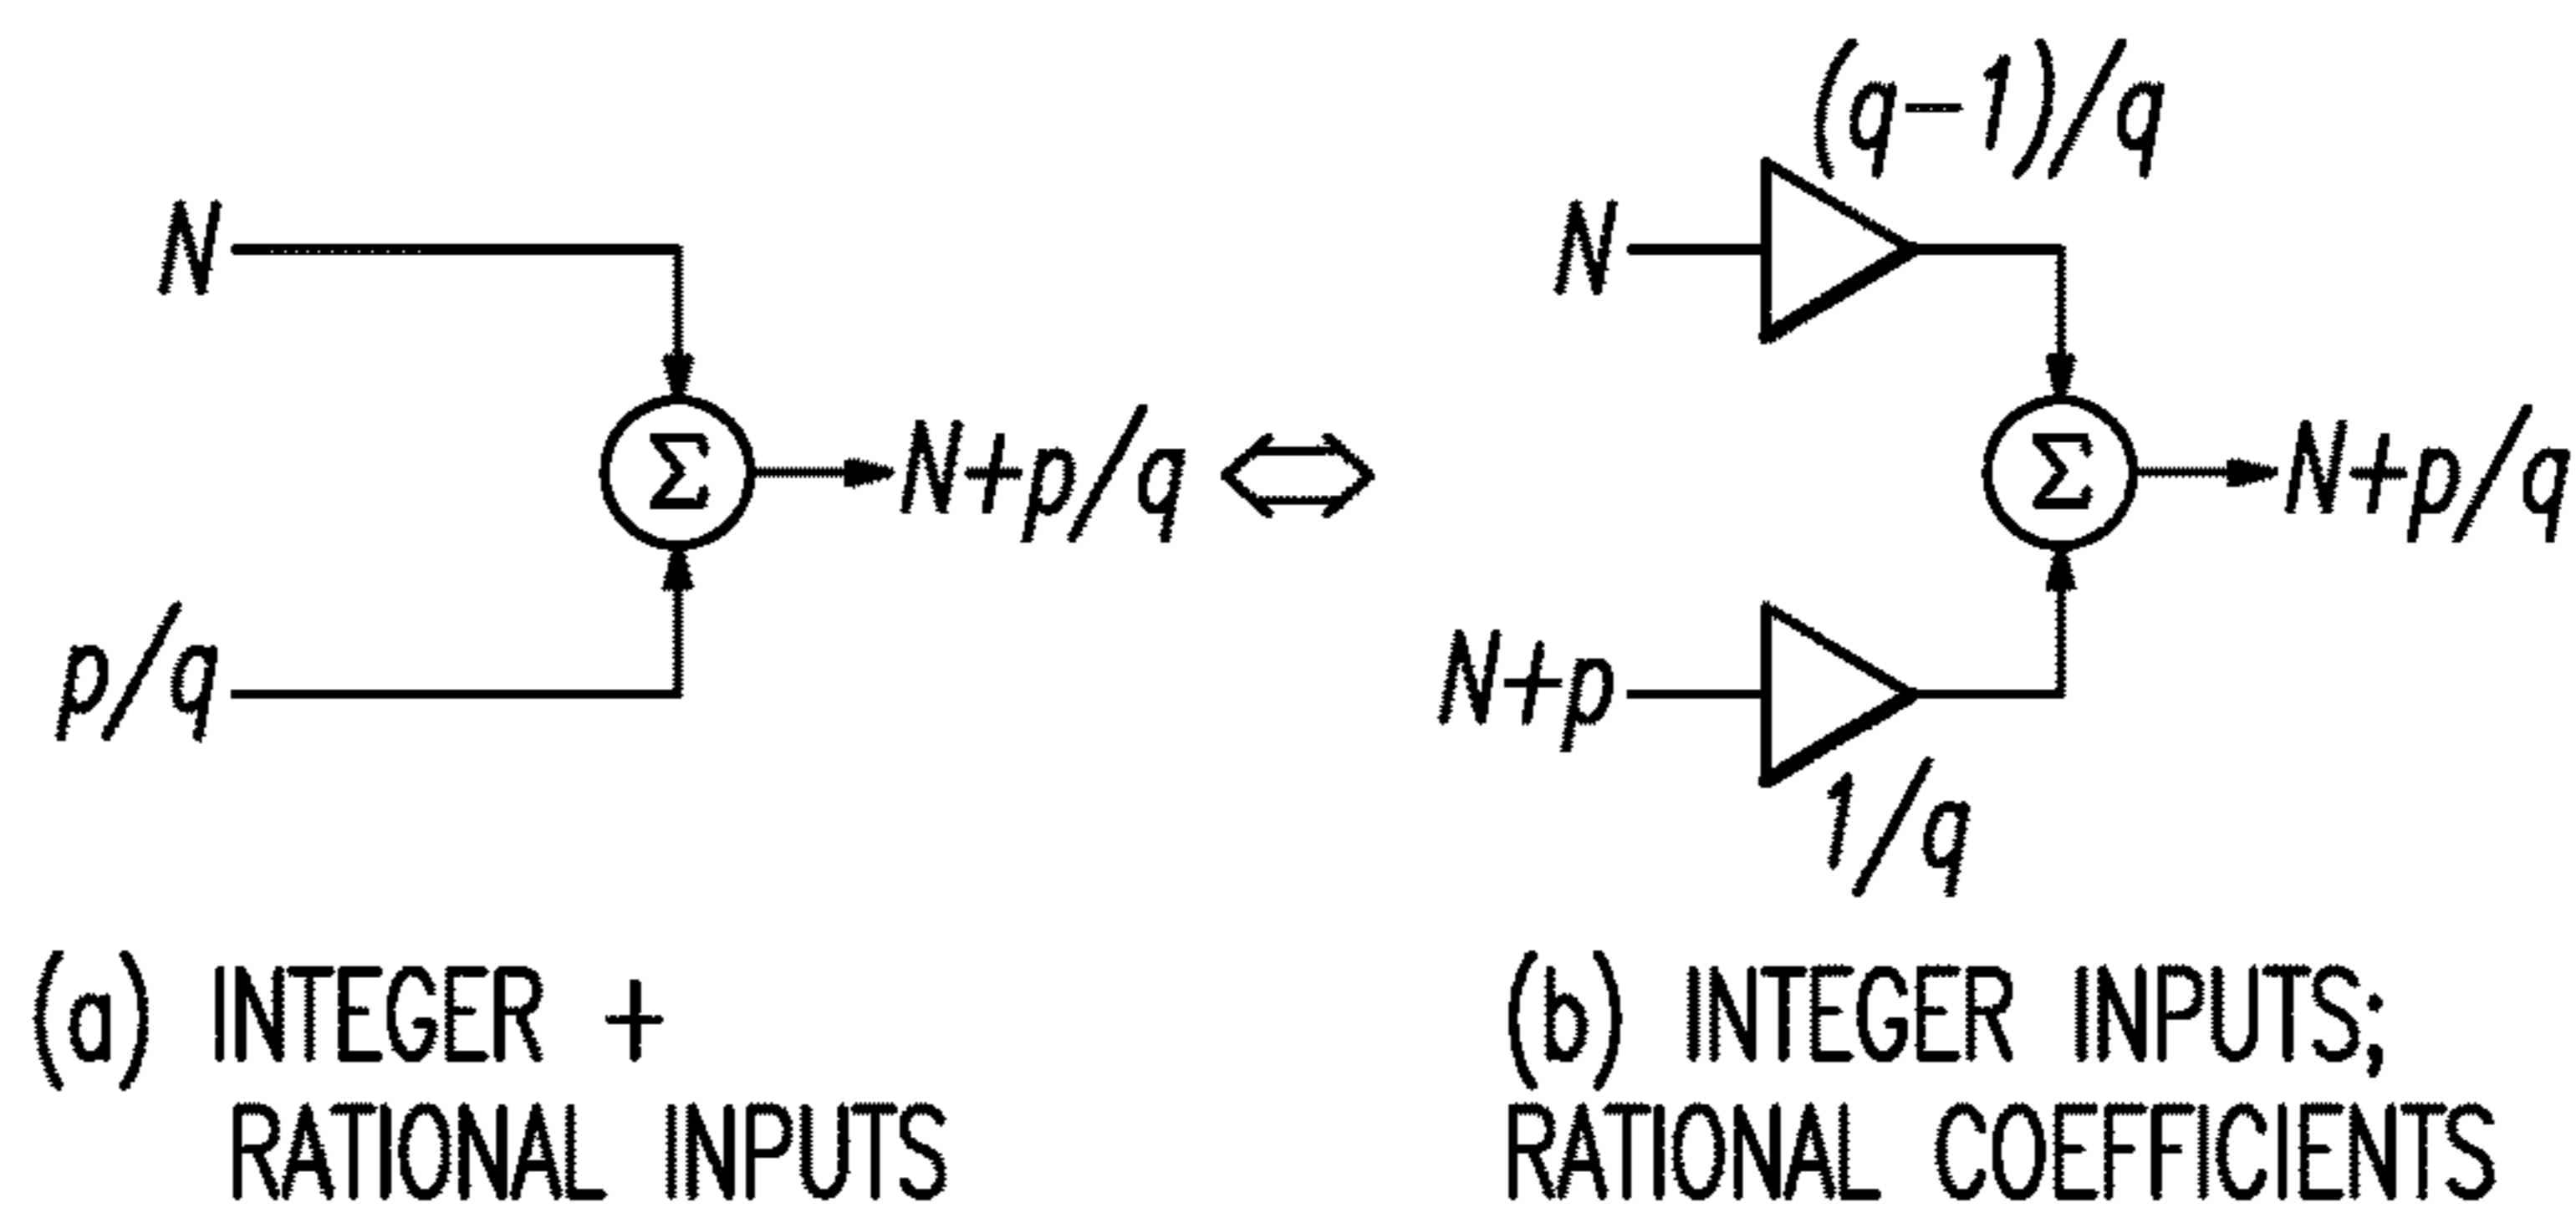 (q-1)/q
N
N
Σ
N+p/q
Σ
N+p/q
p/q
N+p
1/q
(a) INTEGER +
RATIONAL INPUTS
(b) INTEGER INPUTS;
RATIONAL COEFFICIENTS